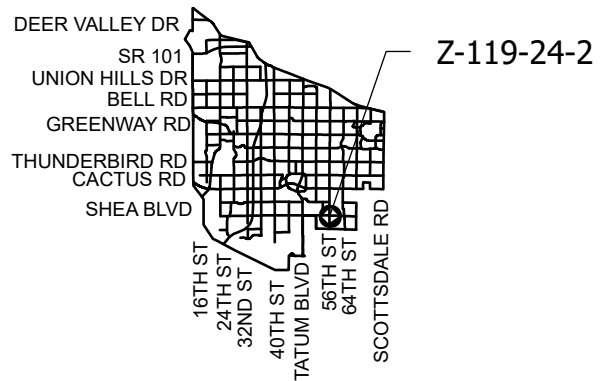 DEER VALLEY DR
SR 101
UNION HILLS DR
BELL RD
GREENWAY RD
THUNDERBIRD RD
CACTUS RD
SHEA BLVD
Z-119-24-2
16TH ST
24TH ST
32ND ST
40TH ST
TATUM BLVD
56TH ST
64TH ST
SCOTTSDALE RD